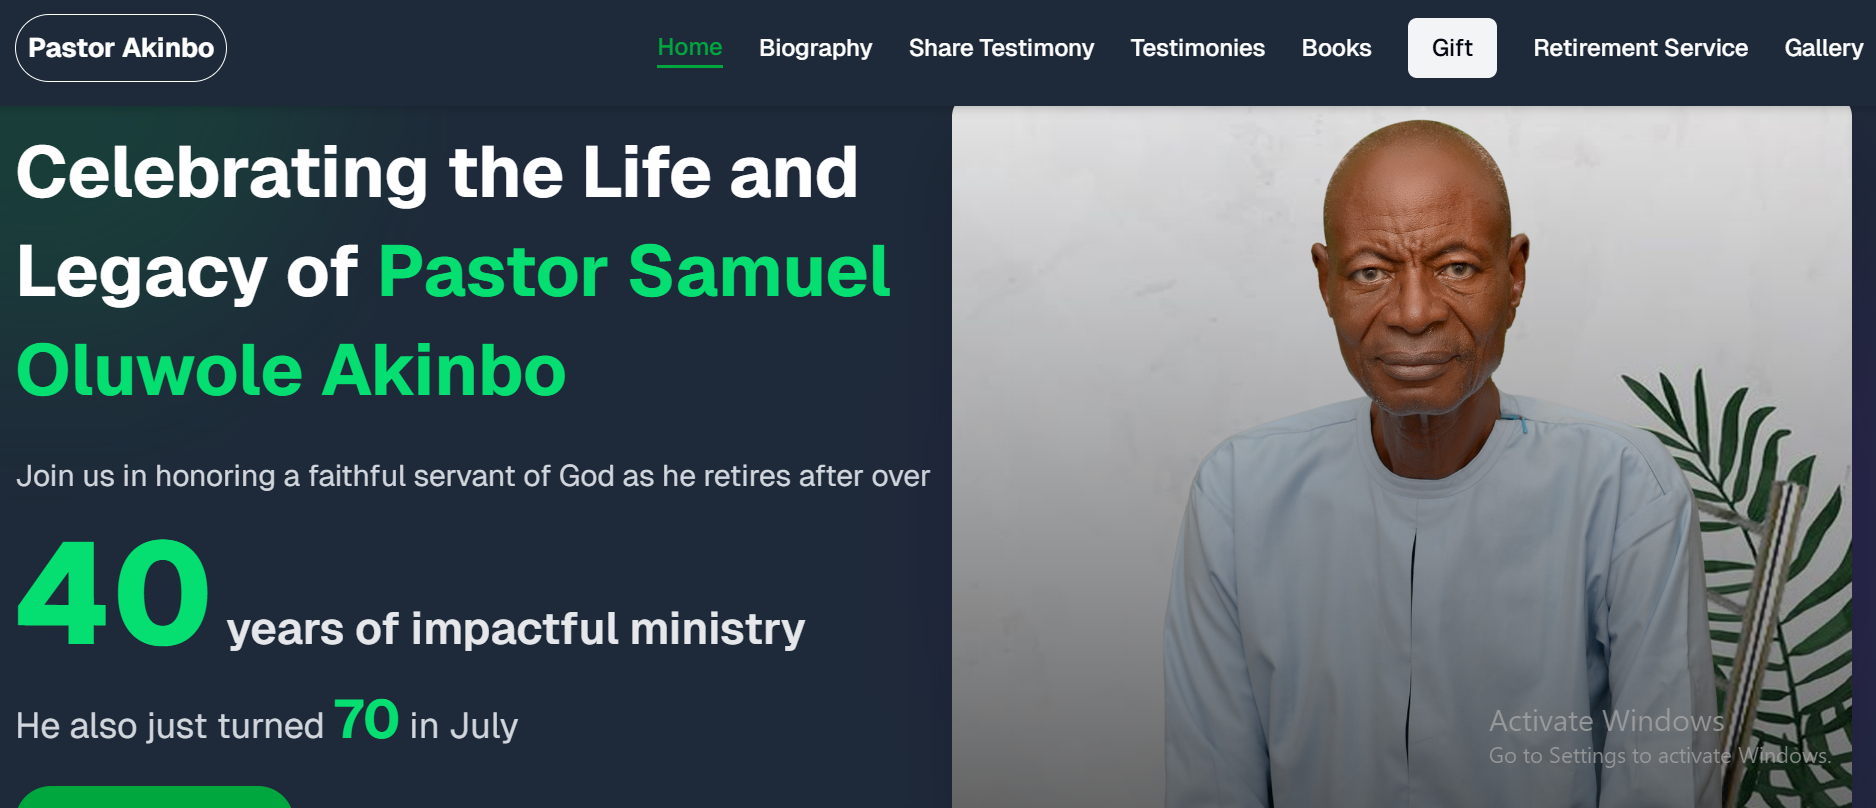 Pastor Akinbo
Home Biography Share Testimony Testimonies Books Gift Retirement Service Gallery
Celebrating the Life and
Legacy of Pastor Samuel
Oluwole Akinbo
Join us in honoring a faithful servant of God as he retires after over
40 years of impactful ministry
He also just turned 70 in July
Activate Windows
Go to Settings to activate Windows.